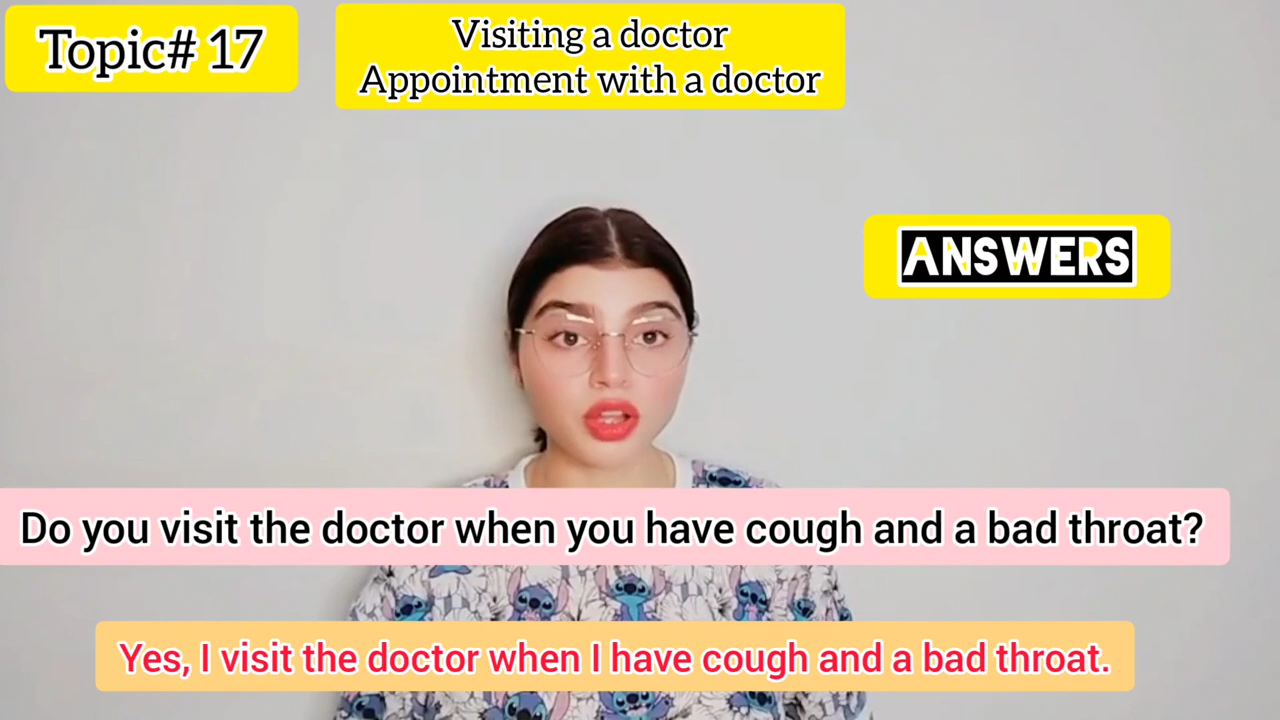 Topic# 17
Visiting a doctor
Appointment with a doctor
ANSWERS
Do you visit the doctor when you have cough and a bad throat?
Yes, I visit the doctor when I have cough and a bad throat.